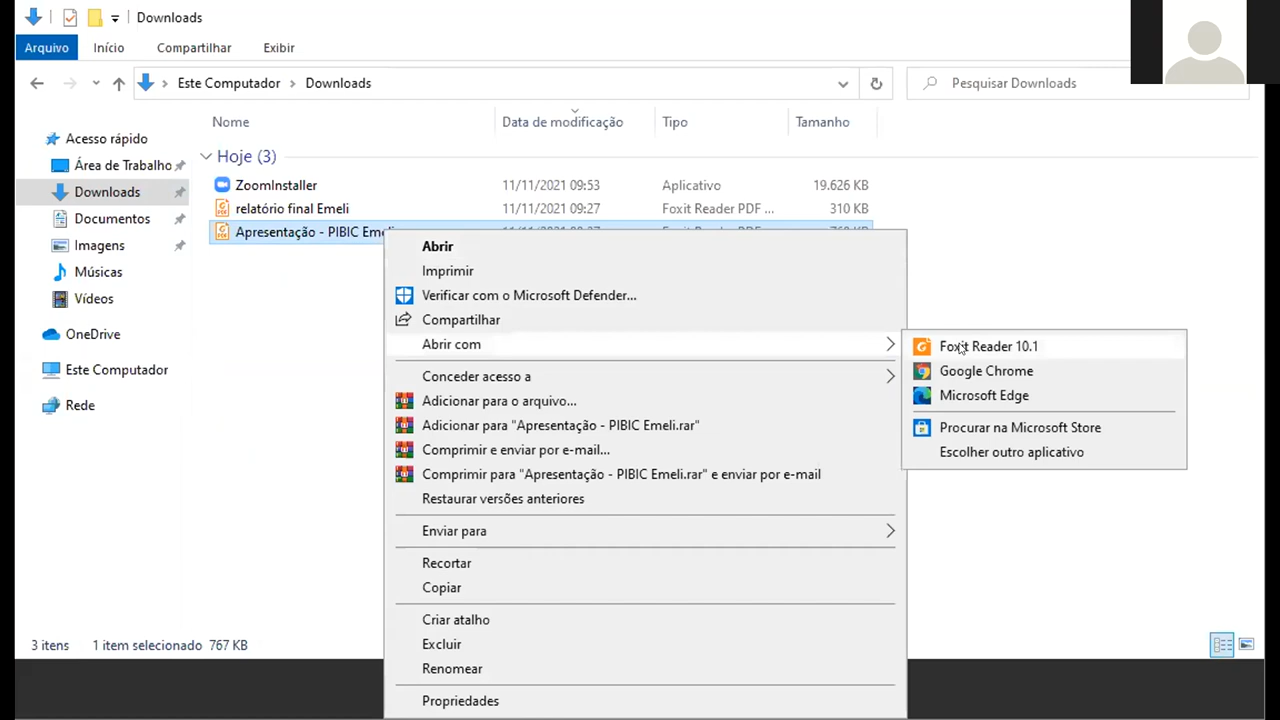 Downloads
Arquivo Início Compartilhar Exibir
Este Computador Downloads Pesquisar Downloads
Nome Data de modificação Tipo Tamanho
Acesso rápido
Área de Trabalho
Downloads
Documentos
Imagens
Músicas
Vídeos
OneDrive
Este Computador
Rede
Hoje (3)
ZoomInstaller 11/11/2021 09:53 Aplicativo 19.626 KB
relatório final Emeli 11/11/2021 09:27 Foxit Reader PDF ... 310 KB
Apresentação - PIBIC
Abrir
Imprimir
Verificar com o Microsoft Defender...
Compartilhar
Abrir com
Conceder acesso a
Adicionar para o arquivo...
Adicionar para "Apresentação - PIBIC Emeli.rar"
Comprimir e enviar por e-mail...
Comprimir para "Apresentação - PIBIC Emeli.rar" e enviar por e-mail
Restaurar versões anteriores
Enviar para
Recortar
Copiar
Criar atalho
Excluir
Renomear
Propriedades
Foxit Reader 10.1
Google Chrome
Microsoft Edge
Procurar na Microsoft Store
Escolher outro aplicativo
3 itens 1 item selecionado 767 KB